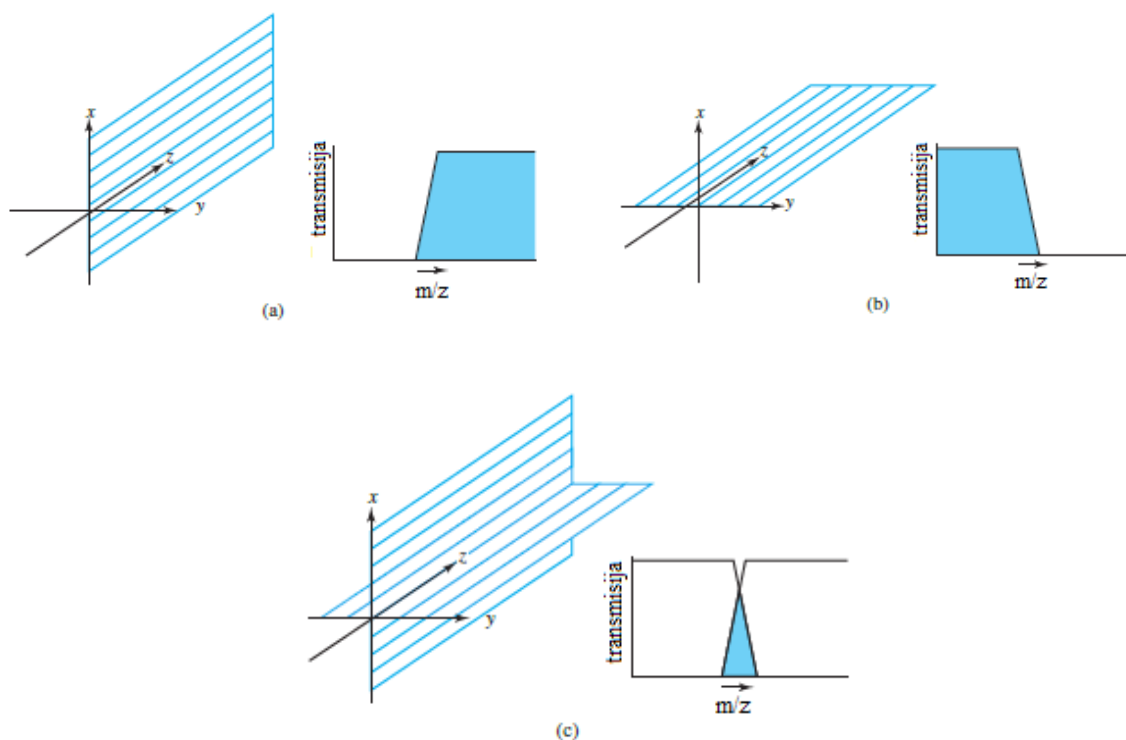 x
z
y
transmisija
m/z
(a)
x
z
y
transmisija
m/z
(b)
x
z
y
transmisija
m/z
(c)